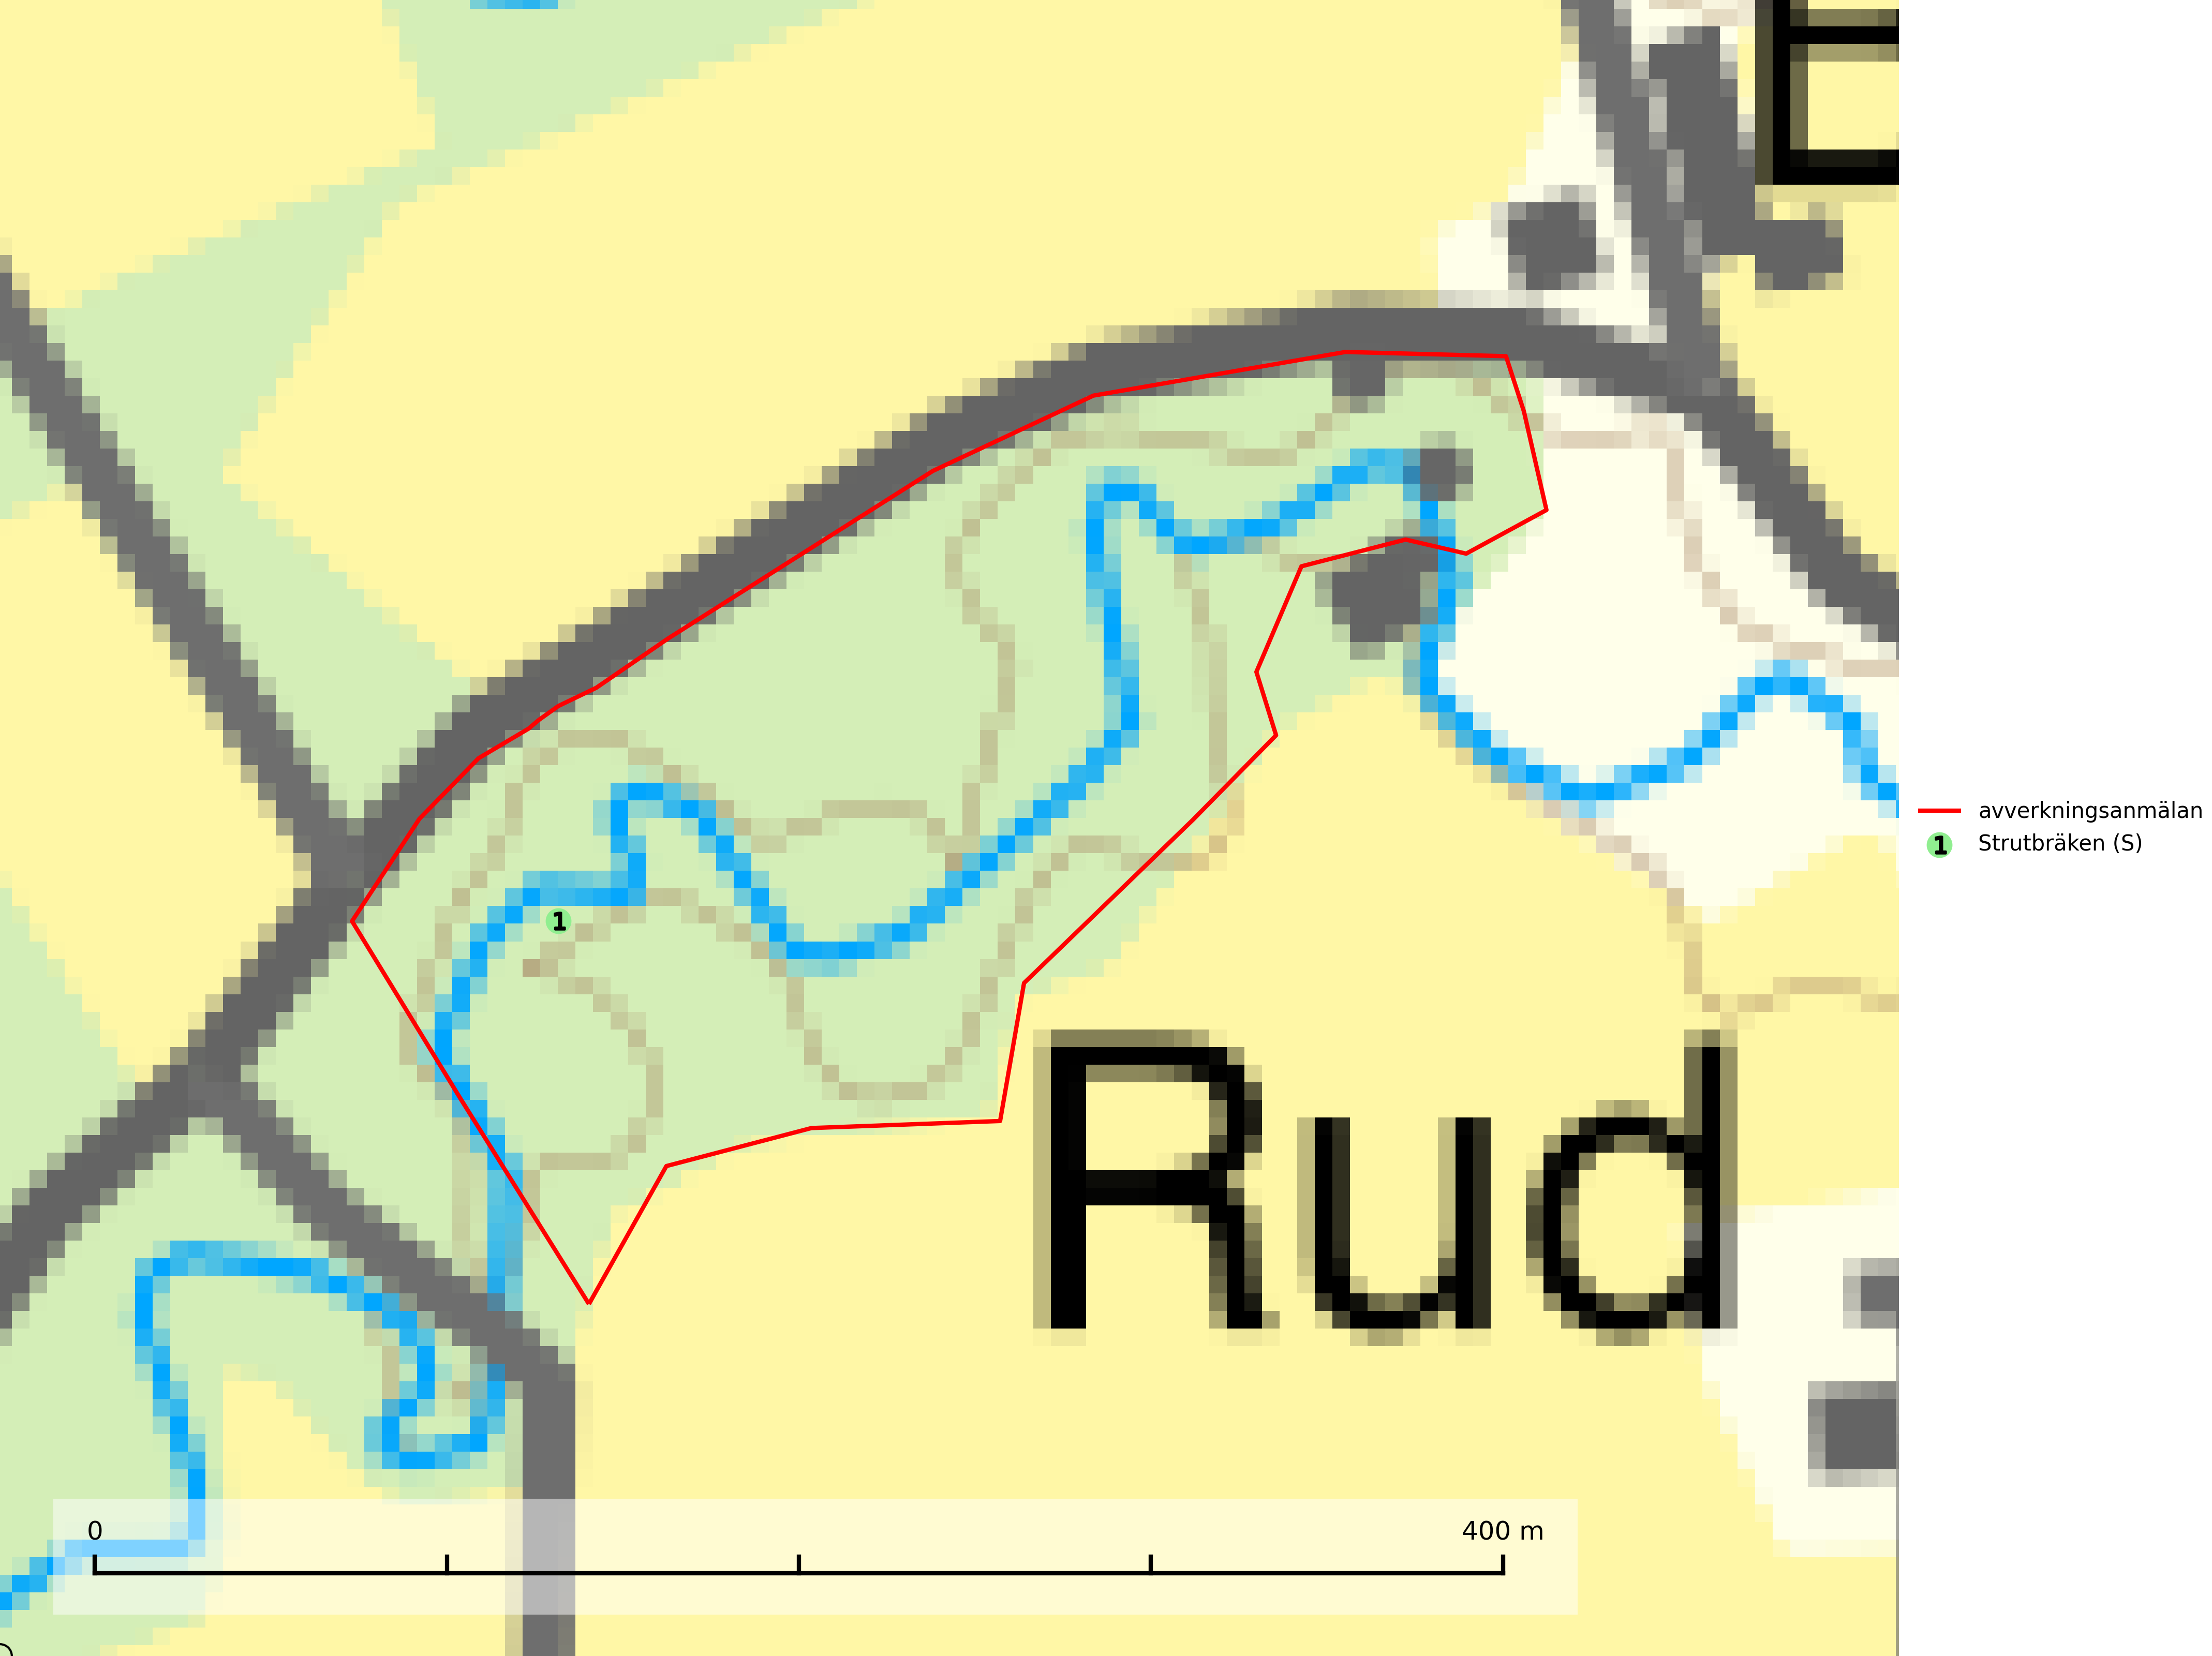 Rud
avverkningsanmälan
1 Strutbräken (S)
1
0 400 m